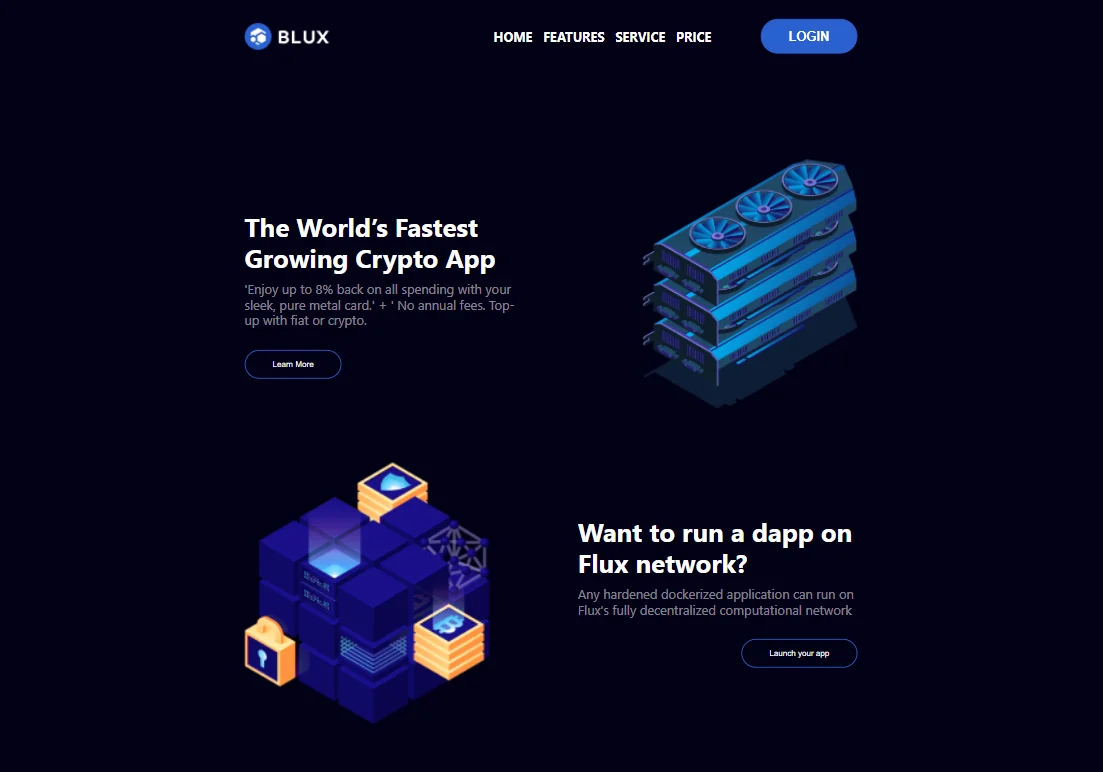 BLUX
HOME FEATURES SERVICE PRICE
LOGIN
The World’s Fastest
Growing Crypto App
'Enjoy up to 8% back on all spending with your
sleek, pure metal card.' + ' No annual fees. Top-
up with fiat or crypto.
Learn More
Want to run a dapp on
Flux network?
Any hardened dockerized application can run on
Flux's fully decentralized computational network
Launch your app